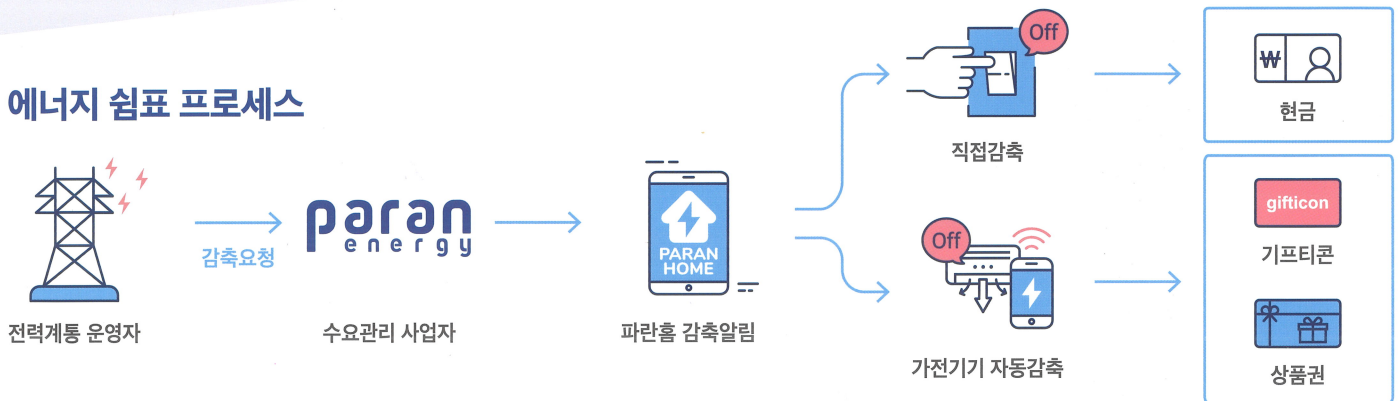 에너지 쉼표 프로세스
전력계통 운영자
감축요청
paran
energy
수요관리 사업자
PARAN
HOME
파란홈 감축알림
Off
직접감축
Off
가전기기 자동감축
₩
현금
gifticon
기프티콘
상품권